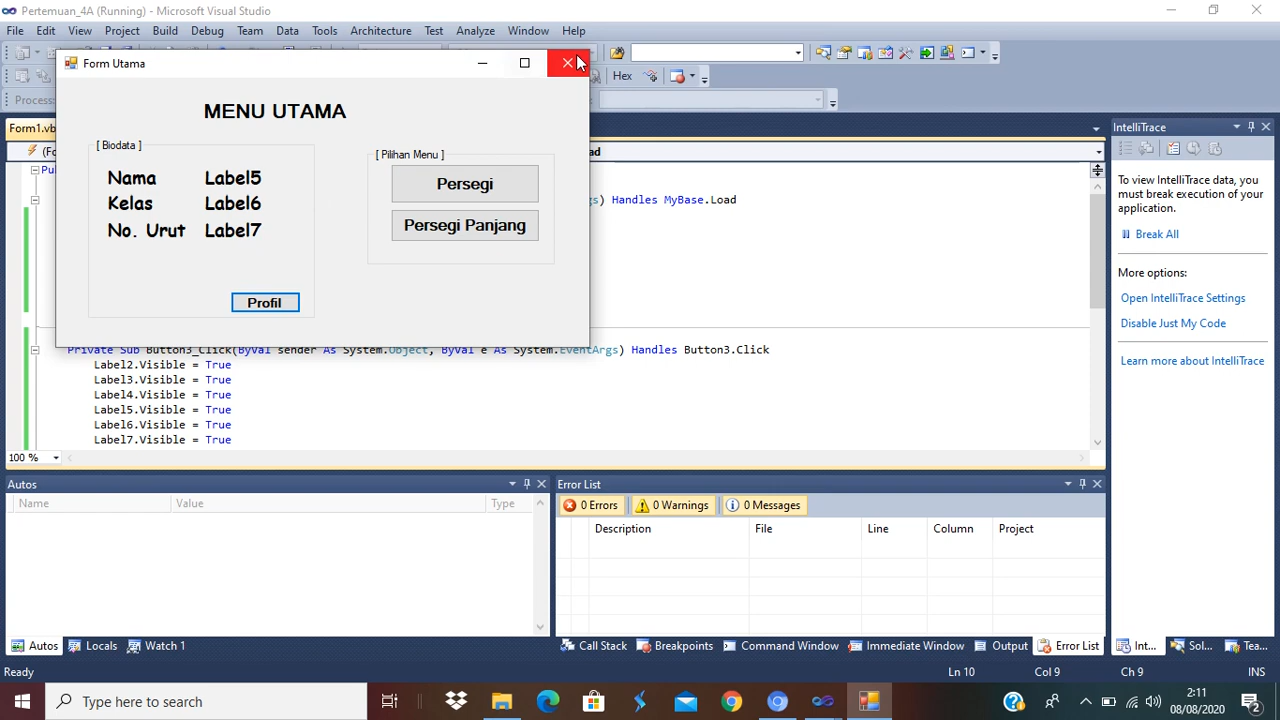 Pertemuan_4A (Running) - Microsoft Visual Studio
File Edit View Project Build Debug Team Data Tools Architecture Test Analyze Window Help
Form Utama
Hex
Process:
MENU UTAMA
Form1.vb
[ Biodata ]
[ Pilihan Menu ]
Nama Label5
Kelas Label6
No. Urut Label7
Persegi
Persegi Panjang
Profil
Handles MyBase.Load
Private Sub Button3_Click(ByVal sender As System.Object, ByVal e As System.EventArgs) Handles Button3.Click
Label2.Visible = True
Label3.Visible = True
Label4.Visible = True
Label5.Visible = True
Label6.Visible = True
Label7.Visible = True
100 %
IntelliTrace
To view IntelliTrace data, you
must break execution of your
application.
Break All
More options:
Open IntelliTrace Settings
Disable Just My Code
Learn more about IntelliTrace
Autos
Name Value Type
Error List
0 Errors 0 Warnings 0 Messages
Description File Line Column Project
Autos Locals Watch 1
Call Stack Breakpoints Command Window Immediate Window Output Error List
Int... Sol... Tea...
Ready Ln 10 Col 9 Ch 9 INS
Type here to search
2:11
08/08/2020
2